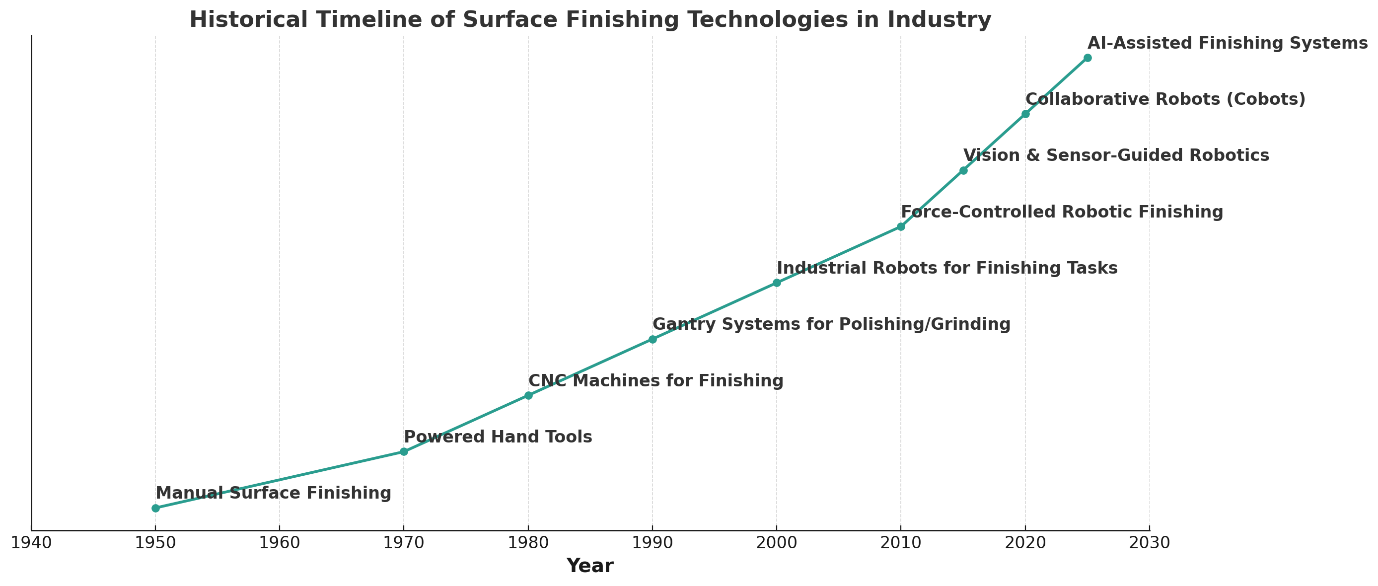 Historical Timeline of Surface Finishing Technologies in Industry
AI-Assisted Finishing Systems
Collaborative Robots (Cobots)
Vision & Sensor-Guided Robotics
Force-Controlled Robotic Finishing
Industrial Robots for Finishing Tasks
Gantry Systems for Polishing/Grinding
CNC Machines for Finishing
Powered Hand Tools
Manual Surface Finishing
1940 1950 1960 1970 1980 1990 2000 2010 2020 2030
Year